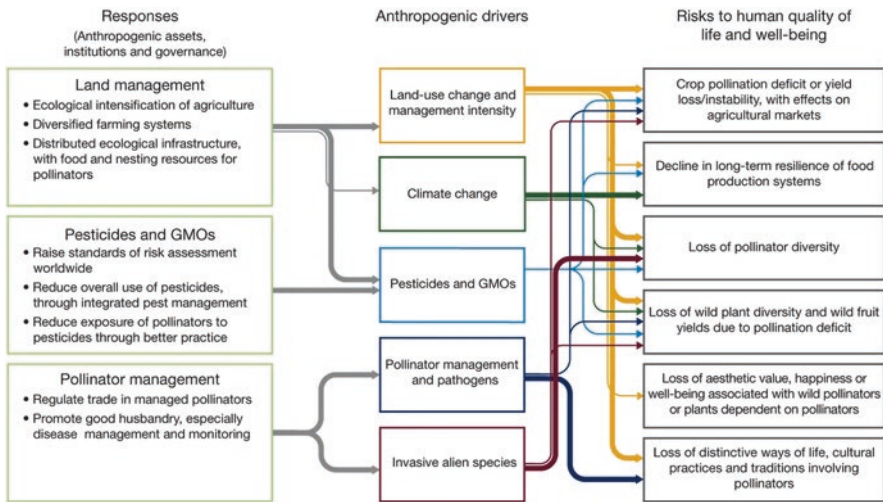 Responses
(Anthropogenic assets,
institutions and governance)
Land management
• Ecological intensification of agriculture
• Diversified farming systems
• Distributed ecological infrastructure,
with food and nesting resources for
pollinators
Pesticides and GMOs
• Raise standards of risk assessment
worldwide
• Reduce overall use of pesticides,
through integrated pest management
• Reduce exposure of pollinators to
pesticides through better practice
Pollinator management
• Regulate trade in managed pollinators
• Promote good husbandry, especially
disease management and monitoring
Anthropogenic drivers
Land-use change and
management intensity
Climate change
Pesticides and GMOs
Pollinator management
and pathogens
Invasive alien species
Risks to human quality of
life and well-being
Crop pollination deficit or yield
loss/instability, with effects on
agricultural markets
Decline in long-term resilience of food
production systems
Loss of pollinator diversity
Loss of wild plant diversity and wild fruit
yields due to pollination deficit
Loss of aesthetic value, happiness or
well-being associated with wild pollinators
or plants dependent on pollinators
Loss of distinctive ways of life, cultural
practices and traditions involving
pollinators